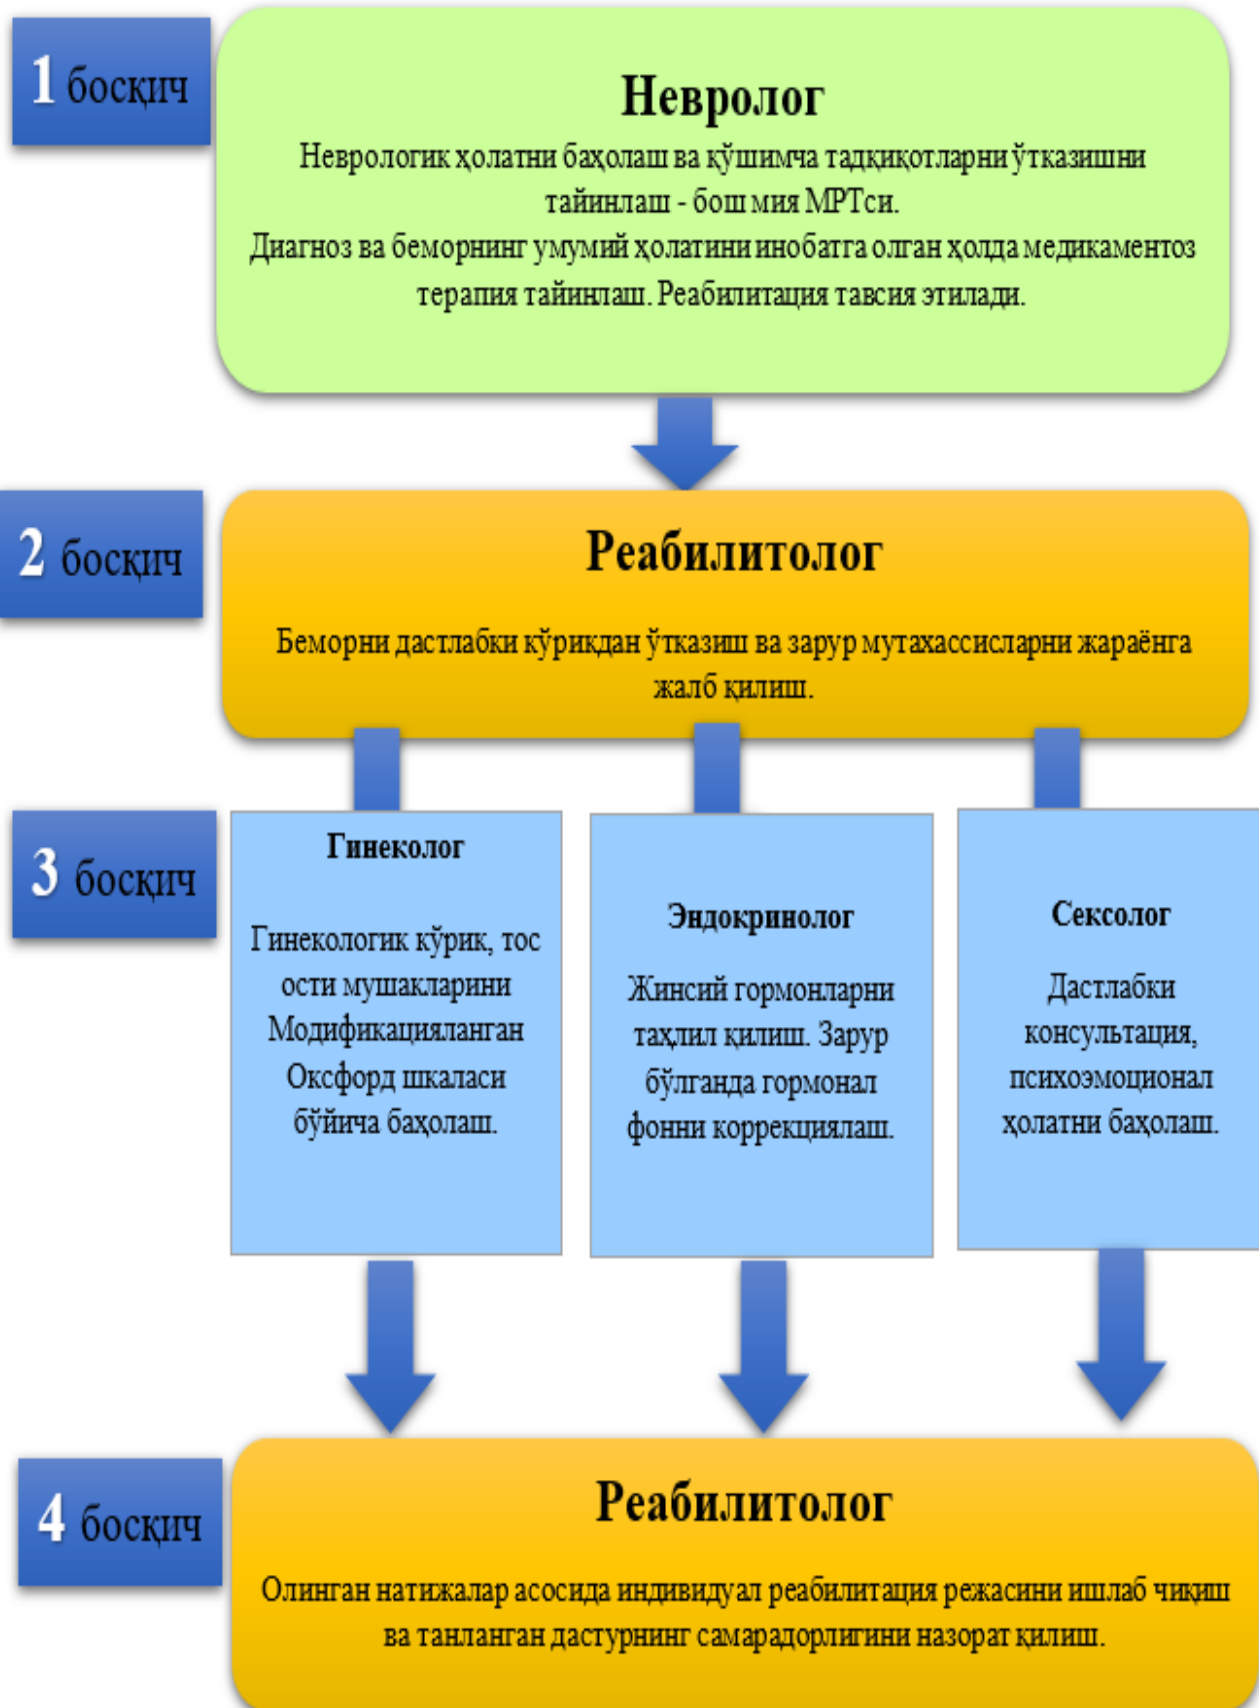 1 босқич
Невролог
Неврологик ҳолатни баҳолаш ва қўшимча тадқиқотларни ўтказишни
тайинлаш - бош мия МРТси.
Диагноз ва беморнинг умумий ҳолатини инобатга олган ҳолда медикаментоз
терапия тайинлаш. Реабилитация тавсия этилади.
2 босқич
Реабилитолог
Беморни дастлабки кўрикдан ўтказиш ва зарур мутахассисларни жараёнга
жалб қилиш.
3 босқич
Гинеколог
Гинекологик кўрик, тос
ости мушакларини
Модификацияланган
Оксфорд шкаласи
бўйича баҳолаш.
Эндокринолог
Жинсий гормонларни
таҳлил қилиш. Зарур
бўлганда гормонал
фонни коррекциялаш.
Сексолог
Дастлабки
консультация,
психоэмоционал
ҳолатни баҳолаш.
4 босқич
Реабилитолог
Олинган натижалар асосида индивидуал реабилитация режасини ишлаб чиқиш
ва танланган дастурнинг самарадорлигини назорат қилиш.